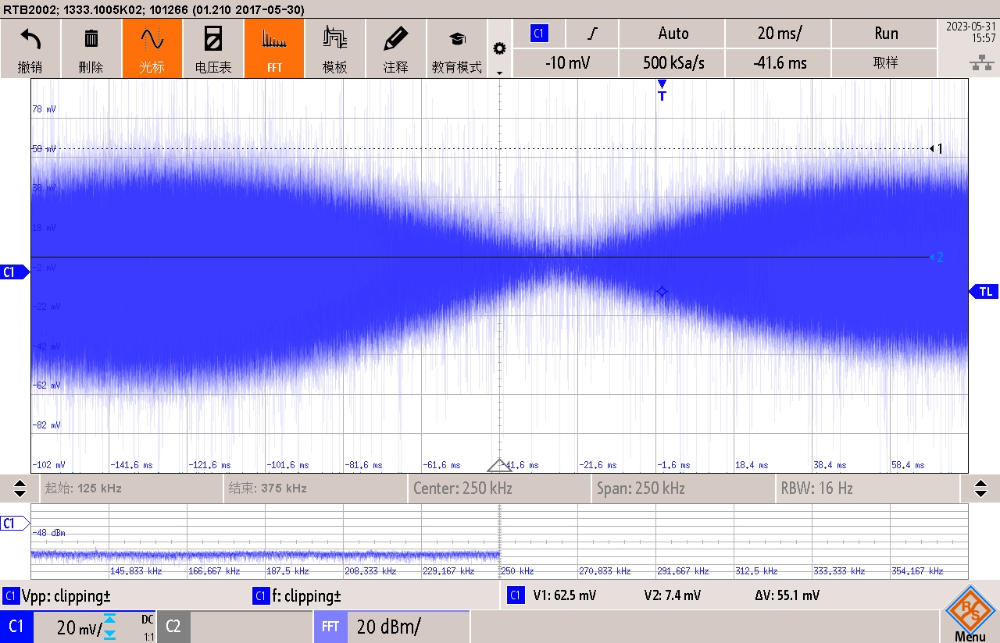 RTB2002; 1333.1005K02; 101266 (01.210 2017-05-30)
撤销
删除
光标
电压表
FFT
模板
注释
教育模式
C1
Auto
20 ms/
Run
-10 mV
500 kSa/s
-41.6 ms
取样
2023-05-31
15:57
T
78 mV
58 mV
1
38 mV
18 mV
2
C1
-2 mV
TL
-22 mV
-42 mV
-62 mV
-82 mV
-102 mV
-141.6 ms
-121.6 ms
-101.6 ms
-81.6 ms
-61.6 ms
-41.6 ms
-21.6 ms
-1.6 ms
18.4 ms
38.4 ms
58.4 ms
起始: 125 kHz
结束: 375 kHz
Center: 250 kHz
Span: 250 kHz
RBW: 16 Hz
C1
-48 dBm
145,833 kHz
166,667 kHz
187,5 kHz
208,333 kHz
229,167 kHz
250 kHz
270,833 kHz
291,667 kHz
312,5 kHz
333,333 kHz
354,167 kHz
C1 Vpp: clipping±
C1 f: clipping±
C1 V1: 62.5 mV
V2: 7.4 mV
ΔV: 55.1 mV
C1
20 mV/
DC
1:1
C2
FFT
20 dBm/
R&S
Menu